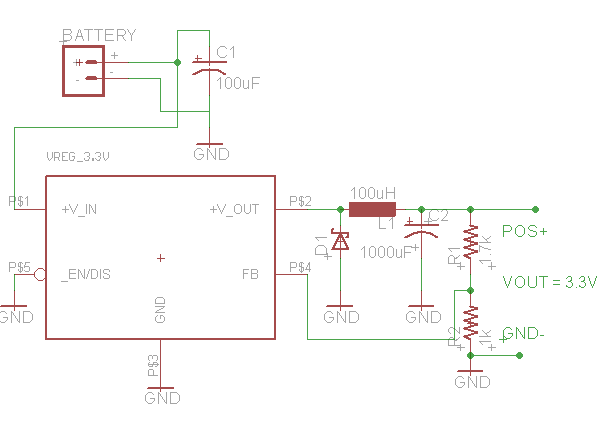 BATTERY
+
+
-
-
C1
+
100uF
GND
VREG_3.3V
P$1
+V_IN
+V_OUT
P$2
100uH
L1
C2
+
1000uF
+
D1
+
R1
1.7K
+
POS+
P$5
_EN/DIS
+
FB
P$4
VOUT = 3.3V
GND
GND
P$3
GND
GND
GND
R2
1K
+
+
GND-
GND
GND